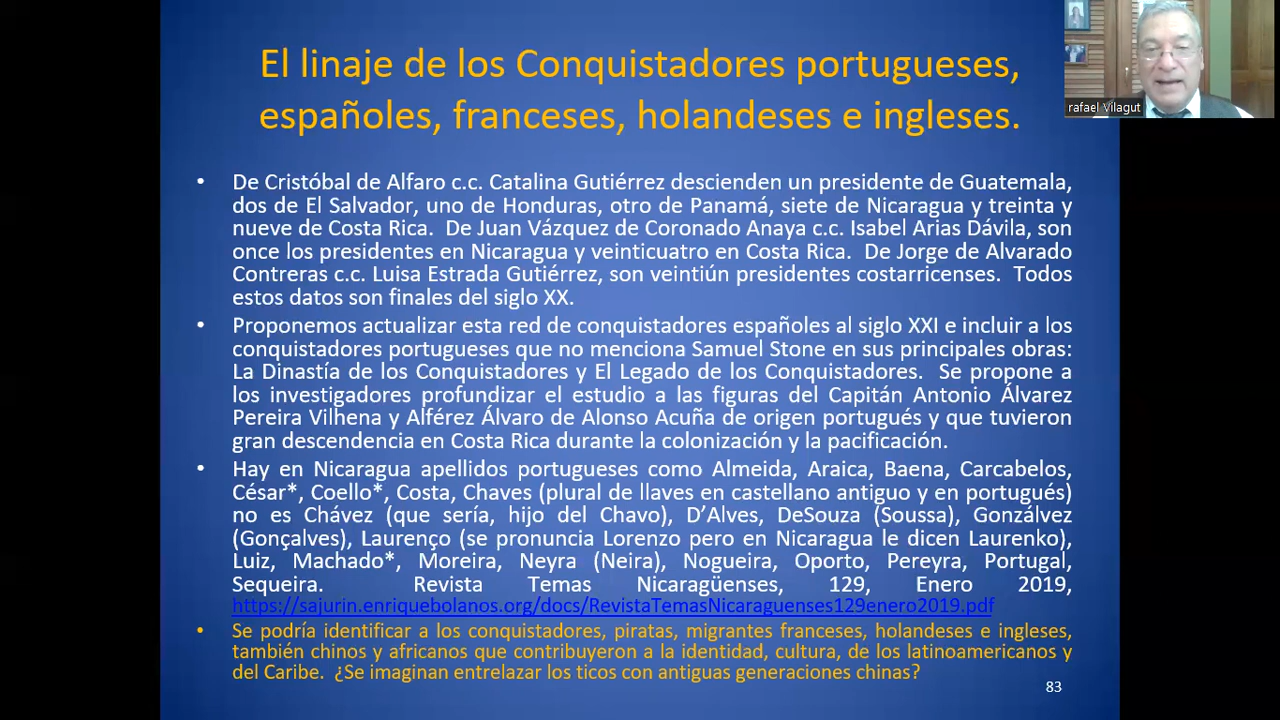 El linaje de los Conquistadores portugueses,
españoles, franceses, holandeses e ingleses.
rafael Vilagut
• De Cristóbal de Alfaro c.c. Catalina Gutiérrez descienden un presidente de Guatemala,
dos de El Salvador, uno de Honduras, otro de Panamá, siete de Nicaragua y treinta y
nueve de Costa Rica. De Juan Vázquez de Coronado Anaya c.c. Isabel Arias Dávila, son
once los presidentes en Nicaragua y veinticuatro en Costa Rica. De Jorge de Alvarado
Contreras c.c. Luisa Estrada Gutiérrez, son veintiún presidentes costarricenses. Todos
estos datos son finales del siglo XX.
• Proponemos actualizar esta red de conquistadores españoles al siglo XXI e incluir a los
conquistadores portugueses que no menciona Samuel Stone en sus principales obras:
La Dinastía de los Conquistadores y El Legado de los Conquistadores. Se propone a
los investigadores profundizar el estudio a las figuras del Capitán Antonio Álvarez
Pereira Vilhena y Alférez Álvaro de Alonso Acuña de origen portugués y que tuvieron
gran descendencia en Costa Rica durante la colonización y la pacificación.
• Hay en Nicaragua apellidos portugueses como Almeida, Araica, Baena, Carcabelos,
César*, Coello*, Costa, Chaves (plural de llaves en castellano antiguo y en portugués)
no es Chávez (que sería, hijo del Chavo), D’Alves, DeSouza (Soussa), Gonzálvez
(Gonçalves), Laurenço (se pronuncia Lorenzo pero en Nicaragua le dicen Laurenko),
Luiz, Machado*, Moreira, Neyra (Neira), Nogueira, Oporto, Pereyra, Portugal,
Sequeira. Revista Temas Nicaragüenses, 129, Enero 2019,
https://sajurin.enriquebolanos.org/docs/RevistaTemasNicaraguenses129enero2019.pdf
• Se podría identificar a los conquistadores, piratas, migrantes franceses, holandeses e ingleses,
también chinos y africanos que contribuyeron a la identidad, cultura, de los latinoamericanos y
del Caribe. ¿Se imaginan entrelazar los ticos con antiguas generaciones chinas?
83